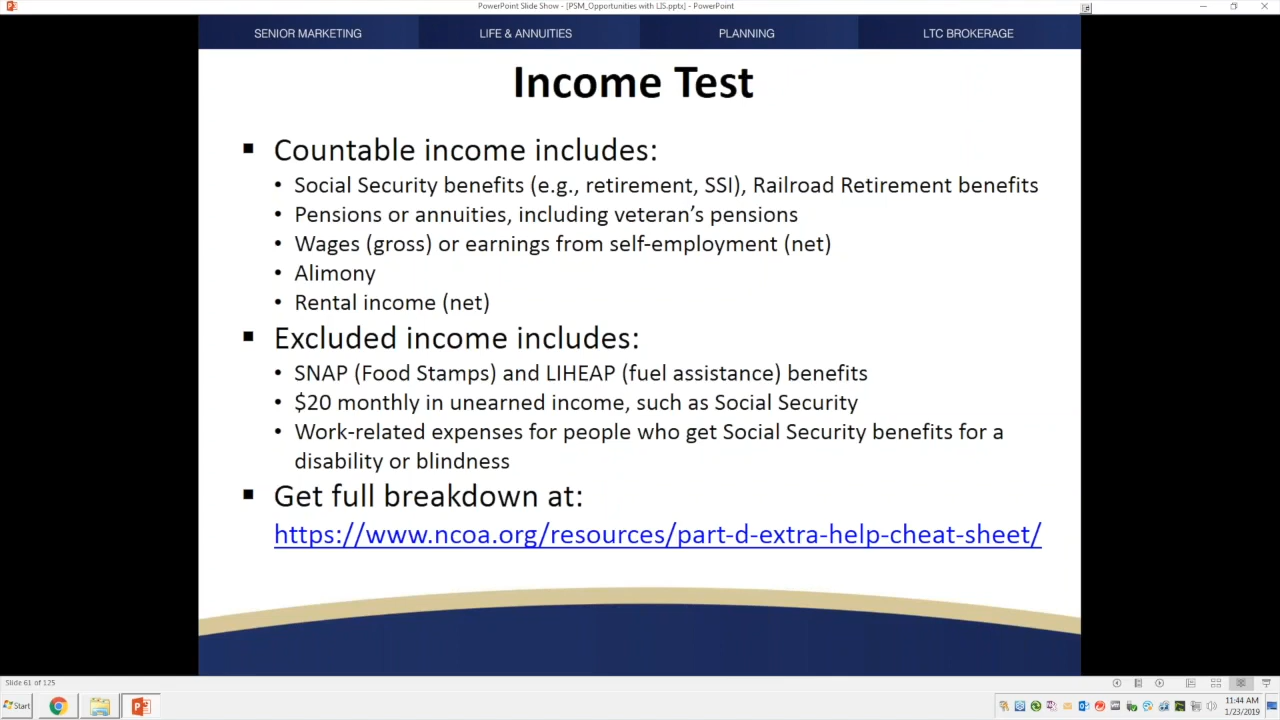 PowerPoint Slide Show - [PSM_Opportunities with LIS.pptx] - PowerPoint
SENIOR MARKETING
LIFE & ANNUITIES
PLANNING
LTC BROKERAGE
Income Test
▪ Countable income includes:
• Social Security benefits (e.g., retirement, SSI), Railroad Retirement benefits
• Pensions or annuities, including veteran’s pensions
• Wages (gross) or earnings from self-employment (net)
• Alimony
• Rental income (net)
▪ Excluded income includes:
• SNAP (Food Stamps) and LIHEAP (fuel assistance) benefits
• $20 monthly in unearned income, such as Social Security
• Work-related expenses for people who get Social Security benefits for a
disability or blindness
▪ Get full breakdown at:
https://www.ncoa.org/resources/part-d-extra-help-cheat-sheet/
Slide 61 of 125
Start
11:44 AM
1/23/2019